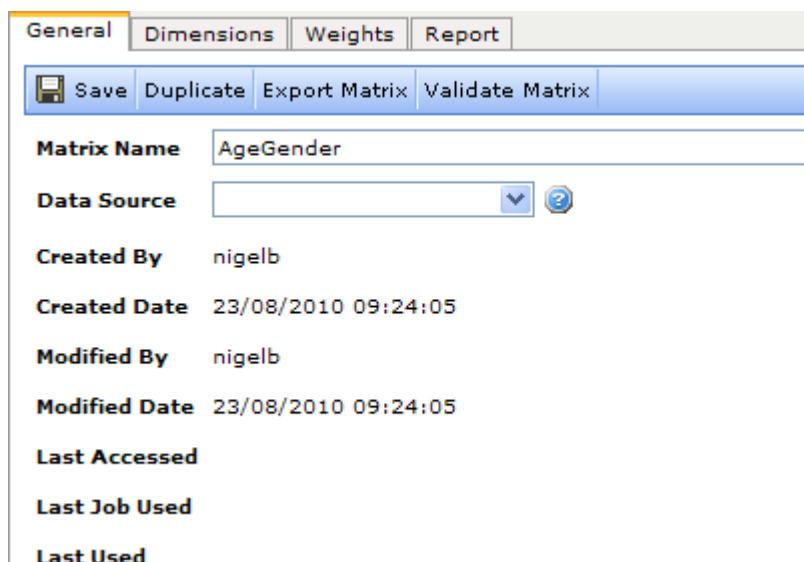 General Dimensions Weights Report
Save Duplicate Export Matrix Validate Matrix
Matrix Name AgeGender
Data Source
Created By nigelb
Created Date 23/08/2010 09:24:05
Modified By nigelb
Modified Date 23/08/2010 09:24:05
Last Accessed
Last Job Used
Last Used